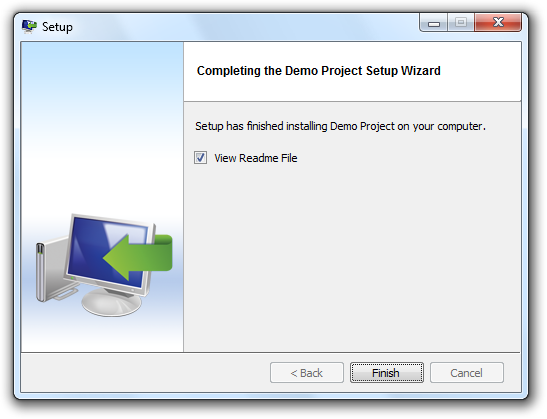 Setup
Completing the Demo Project Setup Wizard
Setup has finished installing Demo Project on your computer.
View Readme File
< Back
Finish
Cancel